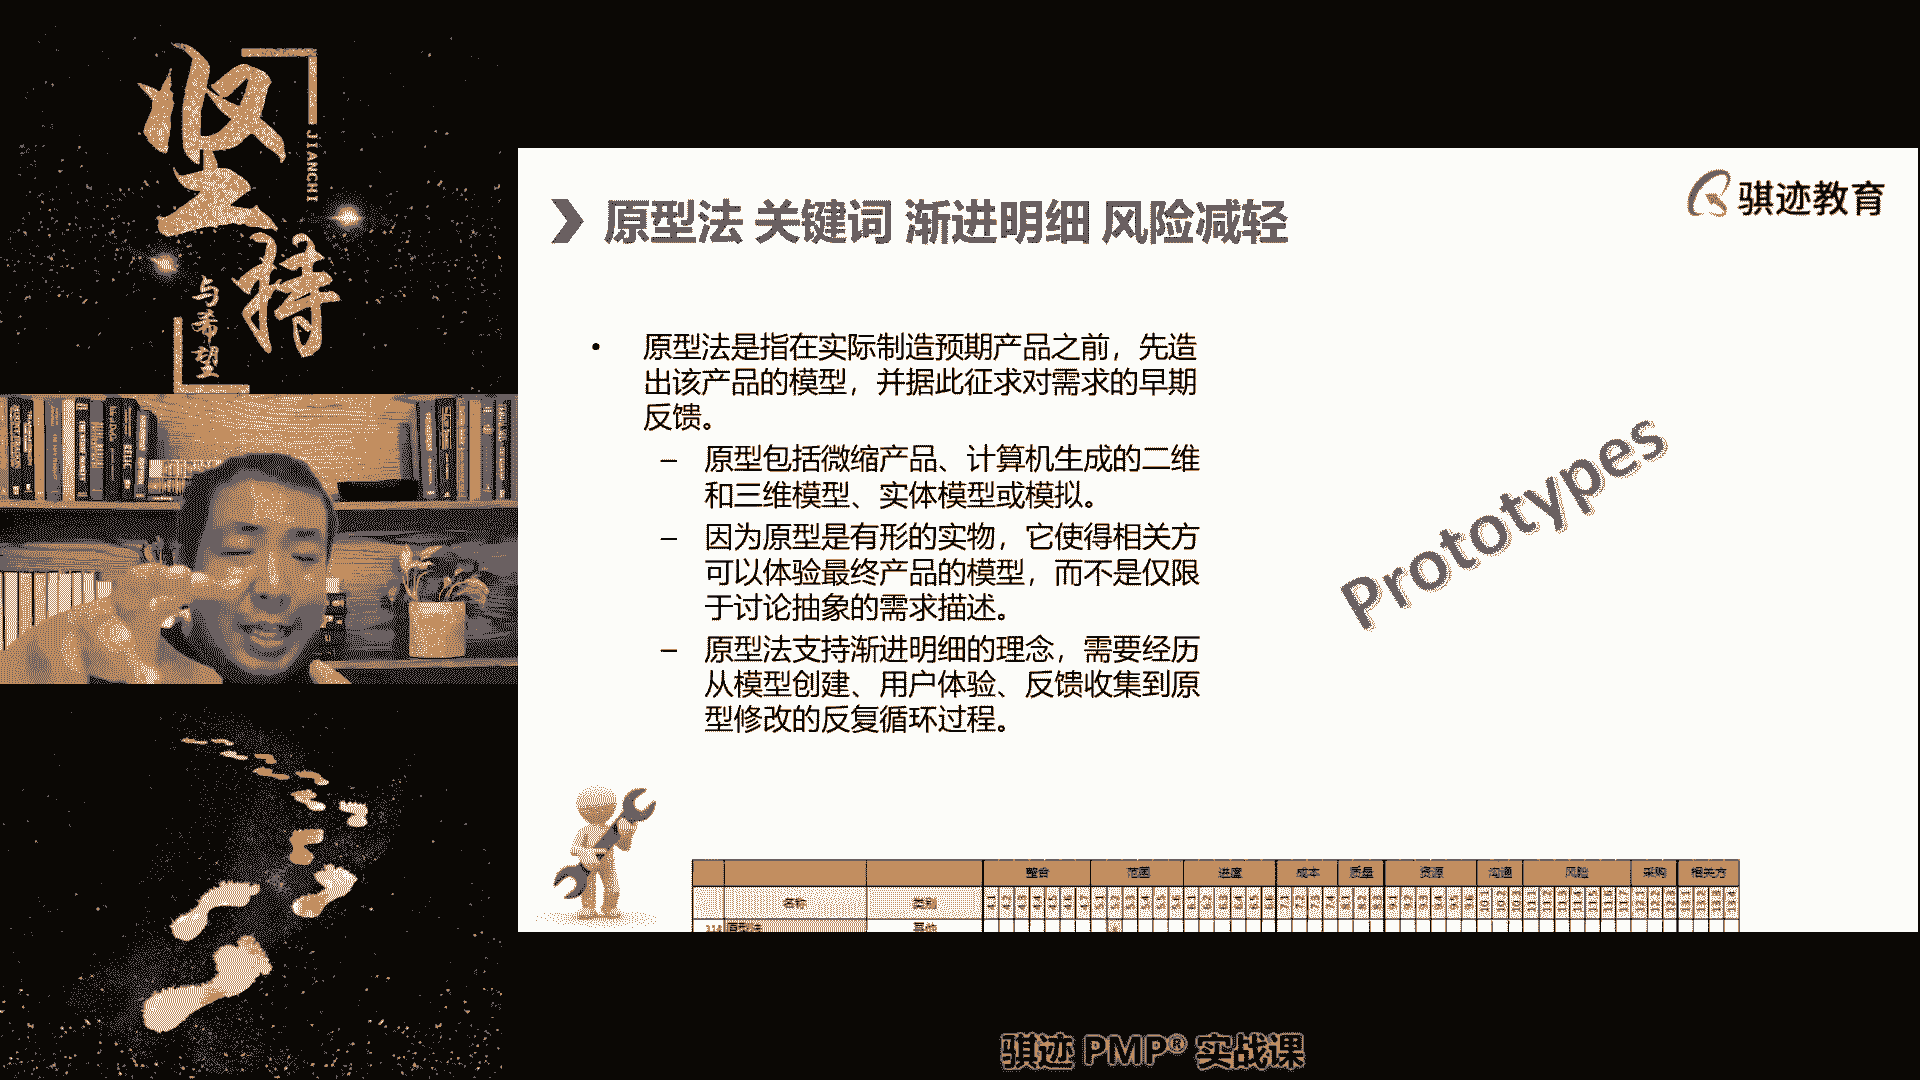 坚持
JIANCHI
与希望
骐迹教育
原型法 关键词 渐进明细 风险减轻
• 原型法是指在实际制造预期产品之前，先造
出该产品的模型，并据此征求对需求的早期
反馈。
– 原型包括微缩产品、计算机生成的二维
和三维模型、实体模型或模拟。
– 因为原型是有形的实物，它使得相关方
可以体验最终产品的模型，而不是仅限
于讨论抽象的需求描述。
– 原型法支持渐进明细的理念，需要经历
从模型创建、用户体验、反馈收集到原
型修改的反复循环过程。
Prototypes
整合 范围 进度 成本 质量 资源 沟通 风险 采购 相关方
名称 类别
原型法 其他
骐迹 PMP® 实战课